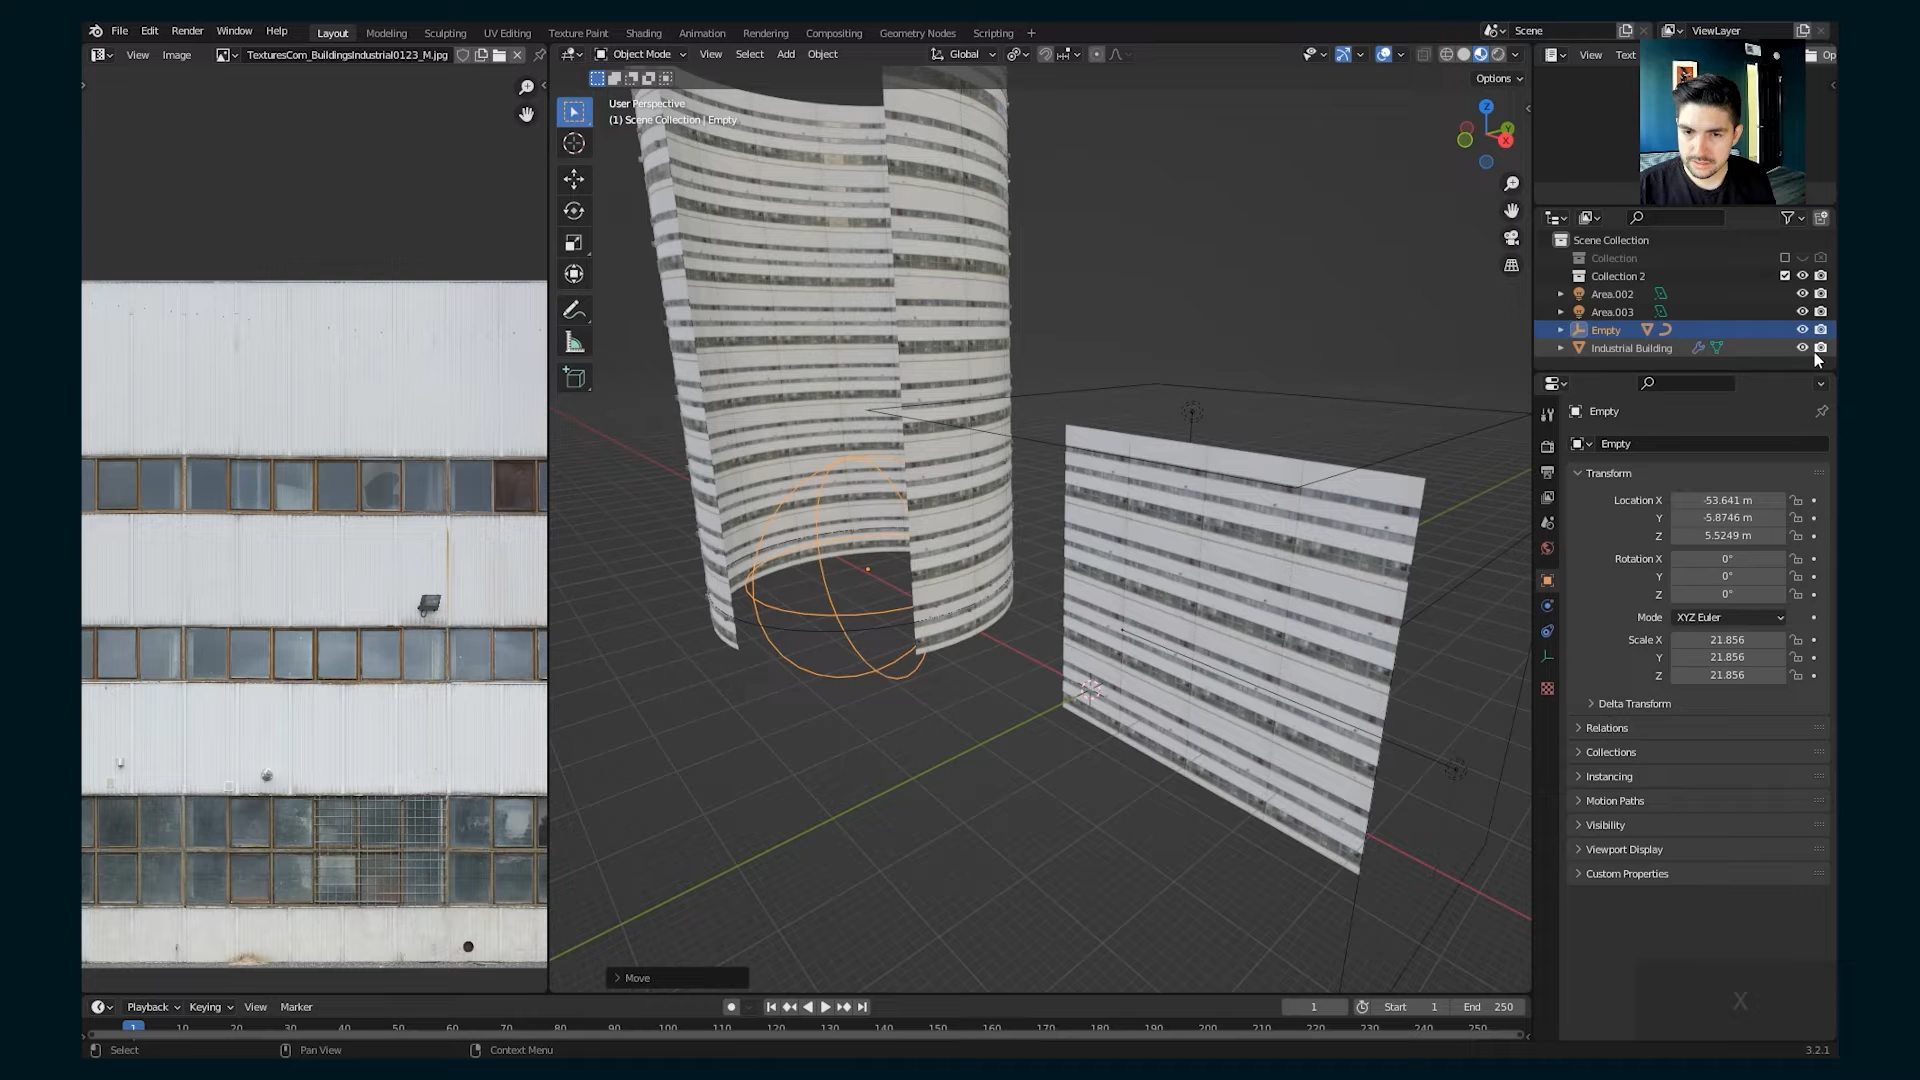 File Edit Render Window Help
Layout Modeling Sculpting UV Editing Texture Paint Shading Animation Rendering Compositing Geometry Nodes Scripting +
Scene
ViewLayer
View Image
TexturesCom_BuildingsIndustrial0123_M.jpg
Object Mode View Select Add Object
Global
View Text
Op
Options
User Perspective
(1) Scene Collection | Empty
Z
Y
X
Scene Collection
Collection
Collection 2
Area.002
Area.003
Empty
Industrial Building
Empty
Empty
Transform
Location X -53.641 m
Y -5.8746 m
Z 5.5249 m
Rotation X 0°
Y 0°
Z 0°
Mode XYZ Euler
Scale X 21.856
Y 21.856
Z 21.856
Delta Transform
Relations
Collections
Instancing
Motion Paths
Visibility
Viewport Display
Custom Properties
Move
X
Playback Keying View Marker
1
Start 1
End 250
1 10 20 30 40 50 60 70 80 90 100 110 120 130 140 150 160 170 180 190 200 210 220 230 240 250
Select
Pan View
Context Menu
3.2.1